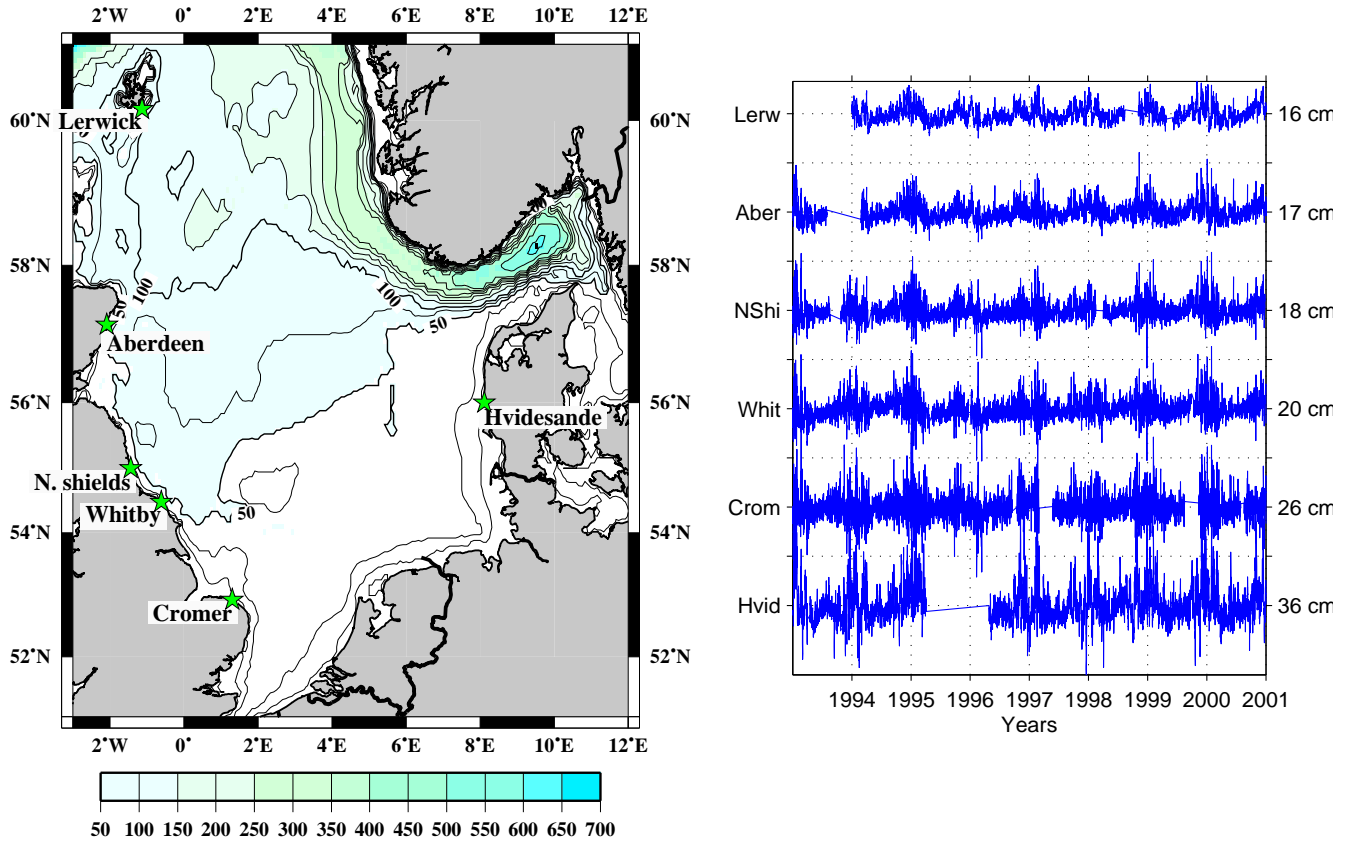 2˚W 0˚ 2˚E 4˚E 6˚E 8˚E 10˚E 12˚E
60˚N 60˚N
Lerwick
58˚N 58˚N
100
50
100
50
Aberdeen
56˚N 56˚N
Hvidesande
N. shields
Whitby
50
54˚N 54˚N
Cromer
52˚N 52˚N
2˚W 0˚ 2˚E 4˚E 6˚E 8˚E 10˚E 12˚E
50 100 150 200 250 300 350 400 450 500 550 600 650 700
Lerw 16 cm
Aber 17 cm
NShi 18 cm
Whit 20 cm
Crom 26 cm
Hvid 36 cm
1994 1995 1996 1997 1998 1999 2000 2001
Years